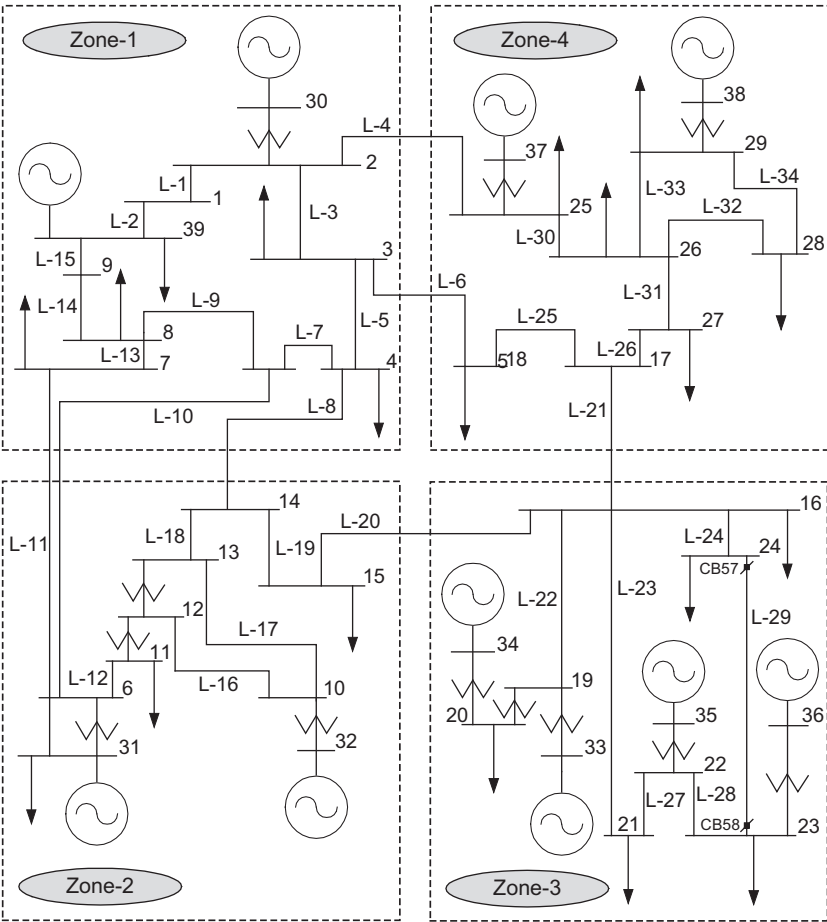 Zone-1
30
L-4
2
L-1
1
L-3
L-2
39
3
L-15
9
L-6
L-14
L-9
L-5
8
L-7
L-13
7
4
L-10
L-8
Zone-4
38
37
29
L-34
L-33
25
L-32
L-30
26
28
L-31
L-25
27
518
L-26
17
L-21
14
L-20
L-18
L-19
L-11
13
15
12
L-17
11
L-12
L-16
6
10
31
32
Zone-2
16
L-24
24
CB57
L-22
L-23
34
L-29
19
35
36
20
33
22
L-27
L-28
CB58
21
23
Zone-3